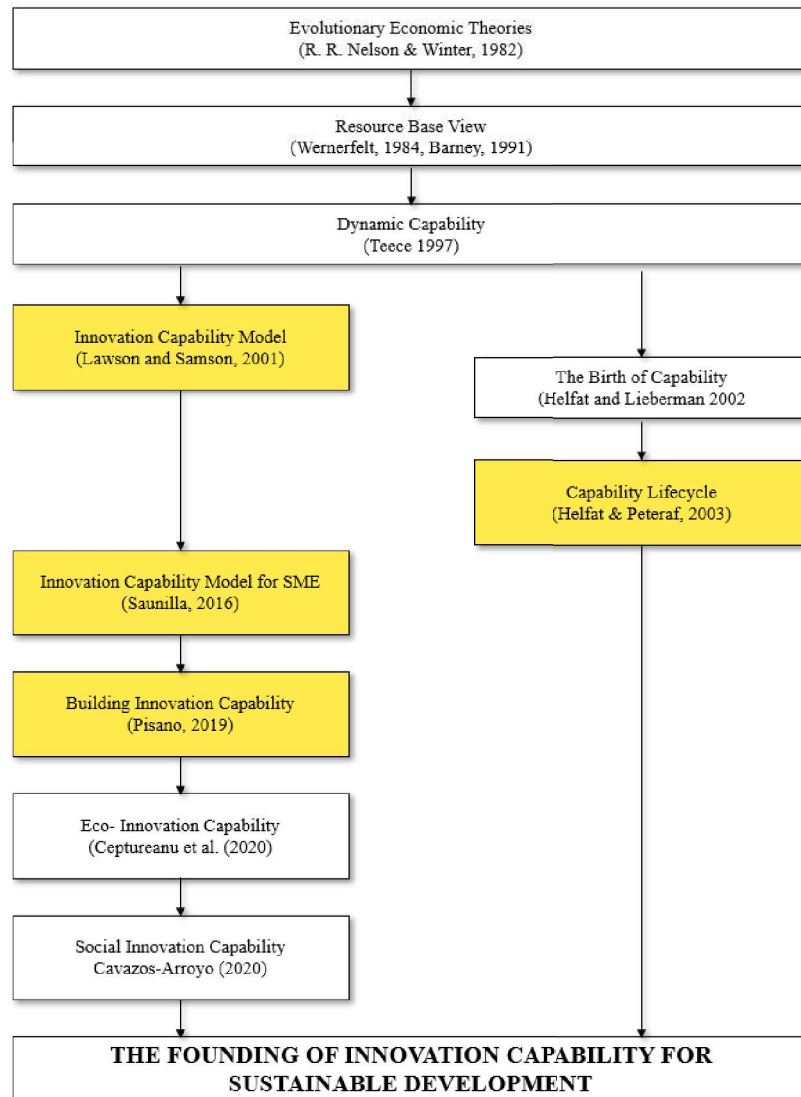 Evolutionary Economic Theories
(R. R. Nelson & Winter, 1982)
Resource Base View
(Wernerfelt, 1984, Barney, 1991)
Dynamic Capability
(Teece 1997)
Innovation Capability Model
(Lawson and Samson, 2001)
The Birth of Capability
(Helfat and Lieberman 2002
Capability Lifecycle
(Helfat & Peteraf, 2003)
Innovation Capability Model for SME
(Saunilla, 2016)
Building Innovation Capability
(Pisano, 2019)
Eco- Innovation Capability
(Ceptureanu et al. (2020)
Social Innovation Capability
Cavazos-Arroyo (2020)
THE FOUNDING OF INNOVATION CAPABILITY FOR
SUSTAINABLE DEVELOPMENT